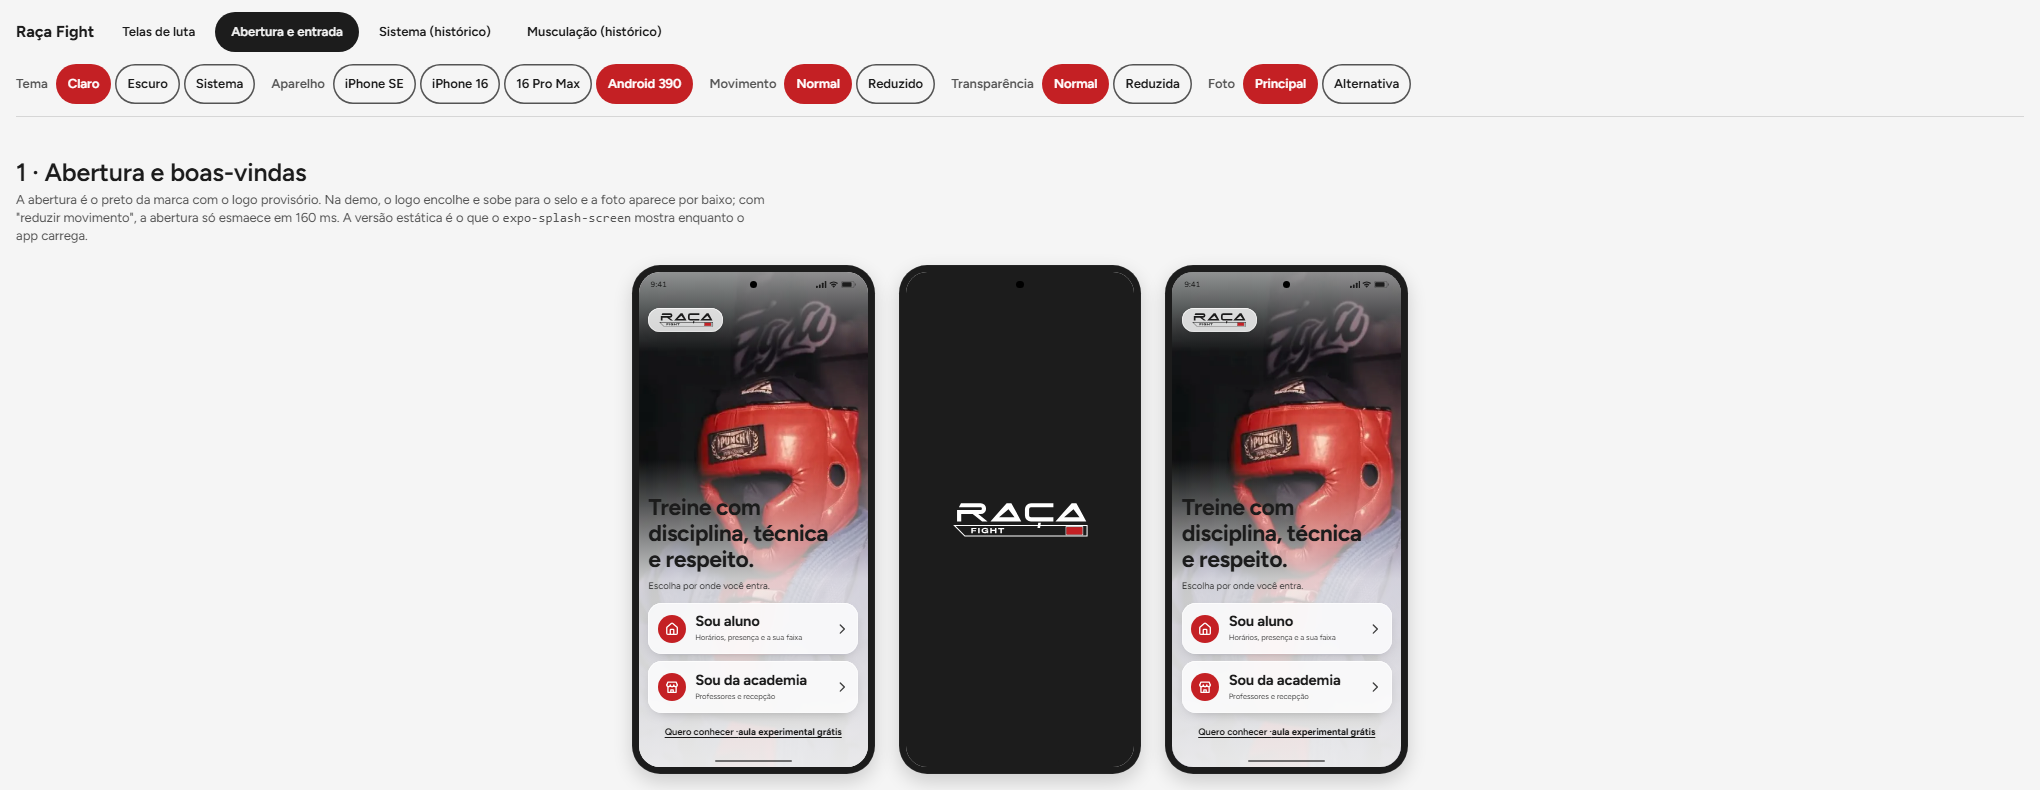 Raça Fight Telas de luta Abertura e entrada Sistema (histórico) Musculação (histórico)
Tema Claro Escuro Sistema Aparelho iPhone SE iPhone 16 16 Pro Max Android 390 Movimento Normal Reduzido Transparência Normal Reduzida Foto Principal Alternativa
1 · Abertura e boas-vindas
A abertura é o preto da marca com o logo provisório. Na demo, o logo encolhe e sobe para o selo e a foto aparece por baixo; com
"reduzir movimento", a abertura só esmaece em 160 ms. A versão estática é o que o expo-splash-screen mostra enquanto o
app carrega.
9:41
RAÇA
FIGHT
PUNCH
Treine com
disciplina, técnica
e respeito.
Escolha por onde você entra.
Sou aluno
Horários, presença e a sua faixa
Sou da academia
Professores e recepção
Quero conhecer ·aula experimental grátis
RAÇA
FIGHT
9:41
RAÇA
FIGHT
PUNCH
Treine com
disciplina, técnica
e respeito.
Escolha por onde você entra.
Sou aluno
Horários, presença e a sua faixa
Sou da academia
Professores e recepção
Quero conhecer ·aula experimental grátis